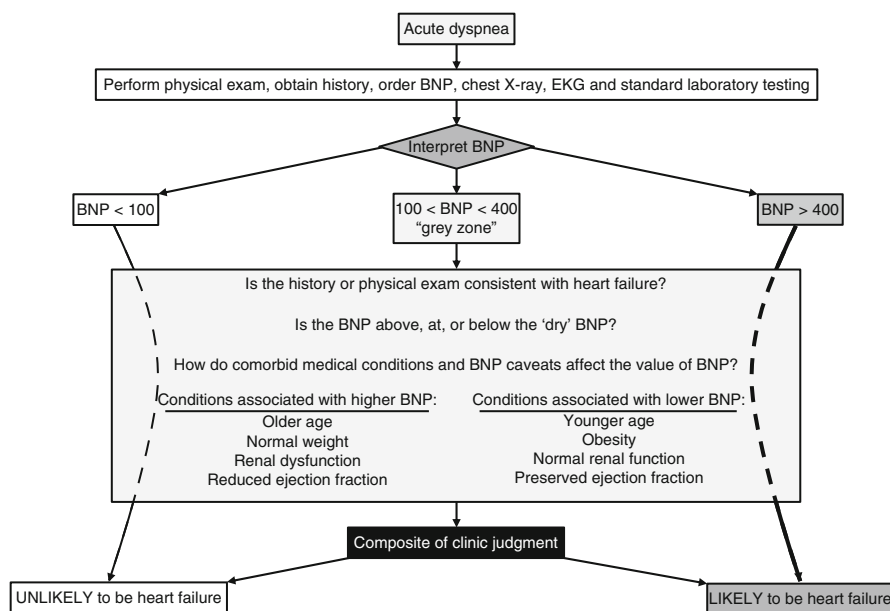 Acute dyspnea
Perform physical exam, obtain history, order BNP, chest X-ray, EKG and standard laboratory testing
Interpret BNP
BNP < 100
100 < BNP < 400
“grey zone”
BNP > 400
Is the history or physical exam consistent with heart failure?
Is the BNP above, at, or below the ‘dry’ BNP?
How do comorbid medical conditions and BNP caveats affect the value of BNP?
Conditions associated with higher BNP:
Older age
Normal weight
Renal dysfunction
Reduced ejection fraction
Conditions associated with lower BNP:
Younger age
Obesity
Normal renal function
Preserved ejection fraction
Composite of clinic judgment
UNLIKELY to be heart failure
LIKELY to be heart failure